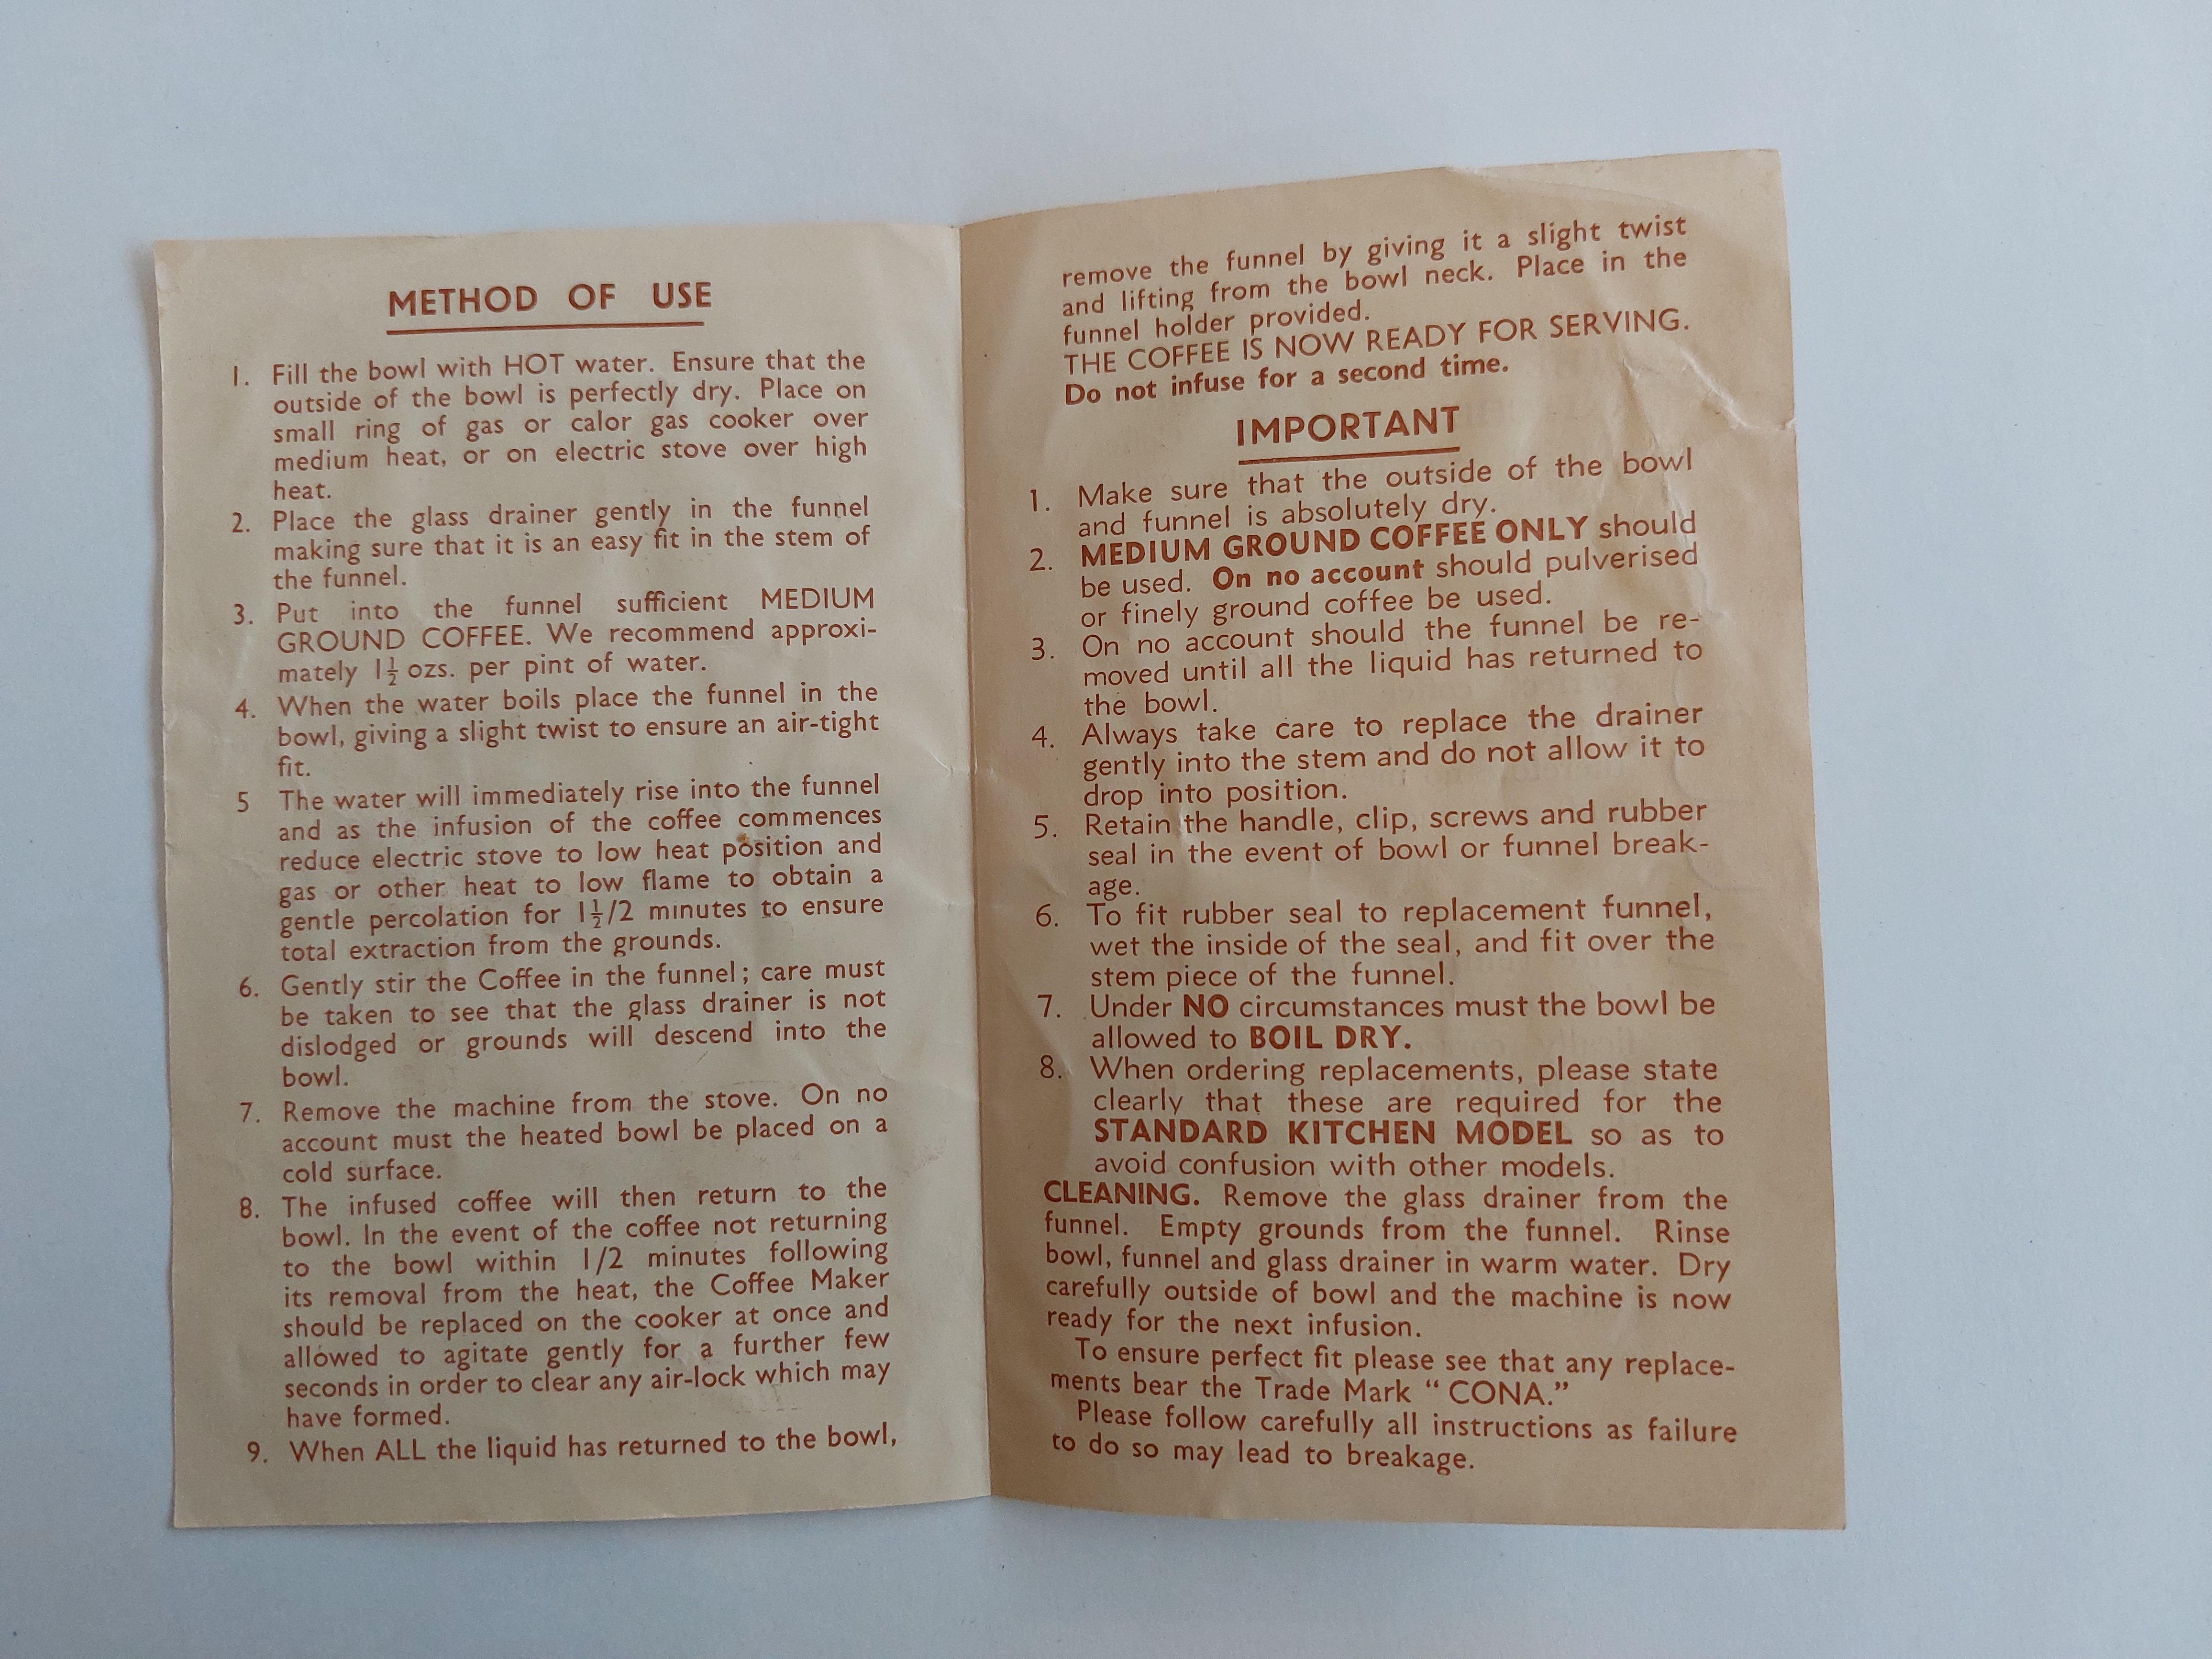 METHOD OF USE
1. Fill the bowl with HOT water. Ensure that the
outside of the bowl is perfectly dry. Place on
small ring of gas or calor gas cooker over
medium heat, or on electric stove over high
heat.
2. Place the glass drainer gently in the funnel
making sure that it is an easy fit in the stem of
the funnel.
3. Put into the funnel sufficient MEDIUM
GROUND COFFEE. We recommend approxi-
mately 1½ ozs. per pint of water.
4. When the water boils place the funnel in the
bowl, giving a slight twist to ensure an air-tight
fit.
5 The water will immediately rise into the funnel
and as the infusion of the coffee commences
reduce electric stove to low heat position and
gas or other heat to low flame to obtain a
gentle percolation for 1½/2 minutes to ensure
total extraction from the grounds.
6. Gently stir the Coffee in the funnel; care must
be taken to see that the glass drainer is not
dislodged or grounds will descend into the
bowl.
7. Remove the machine from the stove. On no
account must the heated bowl be placed on a
cold surface.
8. The infused coffee will then return to the
bowl. In the event of the coffee not returning
to the bowl within 1/2 minutes following
its removal from the heat, the Coffee Maker
should be replaced on the cooker at once and
allowed to agitate gently for a further few
seconds in order to clear any air-lock which may
have formed.
9. When ALL the liquid has returned to the bowl,
remove the funnel by giving it a slight twist
and lifting from the bowl neck. Place in the
funnel holder provided.
THE COFFEE IS NOW READY FOR SERVING.
Do not infuse for a second time.
IMPORTANT
1. Make sure that the outside of the bowl
and funnel is absolutely dry.
2. MEDIUM GROUND COFFEE ONLY should
be used. On no account should pulverised
or finely ground coffee be used.
3. On no account should the funnel be re-
moved until all the liquid has returned to
the bowl.
4. Always take care to replace the drainer
gently into the stem and do not allow it to
drop into position.
5. Retain the handle, clip, screws and rubber
seal in the event of bowl or funnel break-
age.
6. To fit rubber seal to replacement funnel,
wet the inside of the seal, and fit over the
stem piece of the funnel.
7. Under NO circumstances must the bowl be
allowed to BOIL DRY.
8. When ordering replacements, please state
clearly that these are required for the
STANDARD KITCHEN MODEL so as to
avoid confusion with other models.
CLEANING. Remove the glass drainer from the
funnel. Empty grounds from the funnel. Rinse
bowl, funnel and glass drainer in warm water. Dry
carefully outside of bowl and the machine is now
ready for the next infusion.
To ensure perfect fit please see that any replace-
ments bear the Trade Mark “CONA.”
Please follow carefully all instructions as failure
to do so may lead to breakage.